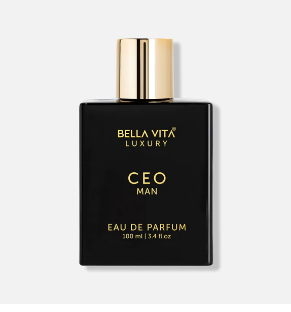 BELLA VITA®
LUXURY
CEO
MAN
EAU DE PARFUM
100 ml | 3.4 fl.oz